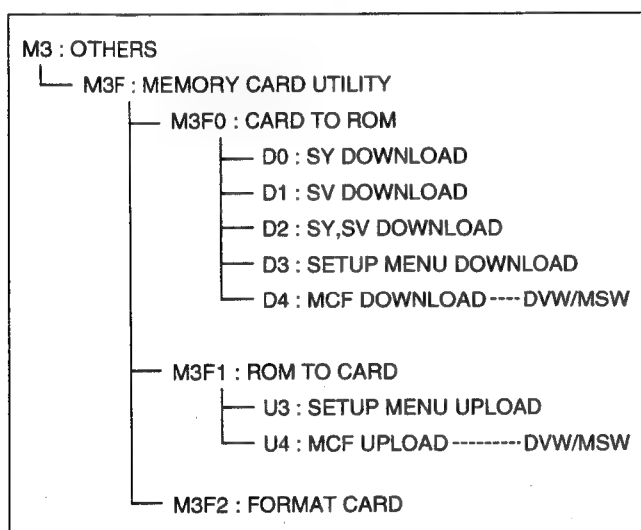 M3 : OTHERS
M3F : MEMORY CARD UTILITY
M3F0 : CARD TO ROM
D0 : SY DOWNLOAD
D1 : SV DOWNLOAD
D2 : SY,SV DOWNLOAD
D3 : SETUP MENU DOWNLOAD
D4 : MCF DOWNLOAD ---- DVW/MSW
M3F1 : ROM TO CARD
U3 : SETUP MENU UPLOAD
U4 : MCF UPLOAD --------- DVW/MSW
M3F2 : FORMAT CARD